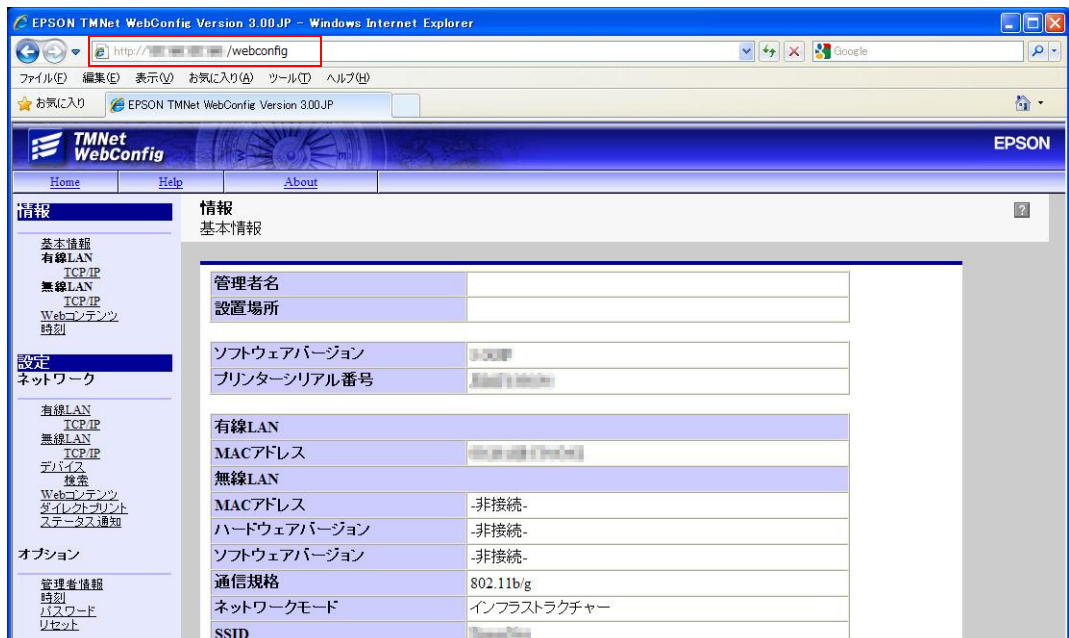 EPSON TMNet WebConfig Version 3.00JP - Windows Internet Explorer
http:// /webconfig
Google
ファイル(F) 編集(E) 表示(V) お気に入り(A) ツール(T) ヘルプ(H)
お気に入り EPSON TMNet WebConfig Version 3.00JP
TMNet
WebConfig
EPSON
Home Help About
情報
基本情報
有線LAN
TCP/IP
無線LAN
TCP/IP
Webコンテンツ
時刻
設定
ネットワーク
有線LAN
TCP/IP
無線LAN
TCP/IP
デバイス
検索
Webコンテンツ
ダイレクトプリント
ステータス通知
オプション
管理者情報
時刻
パスワード
リセット
情報
?
基本情報
管理者名
設置場所
ソフトウェアバージョン
プリンターシリアル番号
有線LAN
MACアドレス
無線LAN
MACアドレス -非接続-
ハードウェアバージョン -非接続-
ソフトウェアバージョン -非接続-
通信規格 802.11b/g
ネットワークモード インフラストラクチャー
SSID